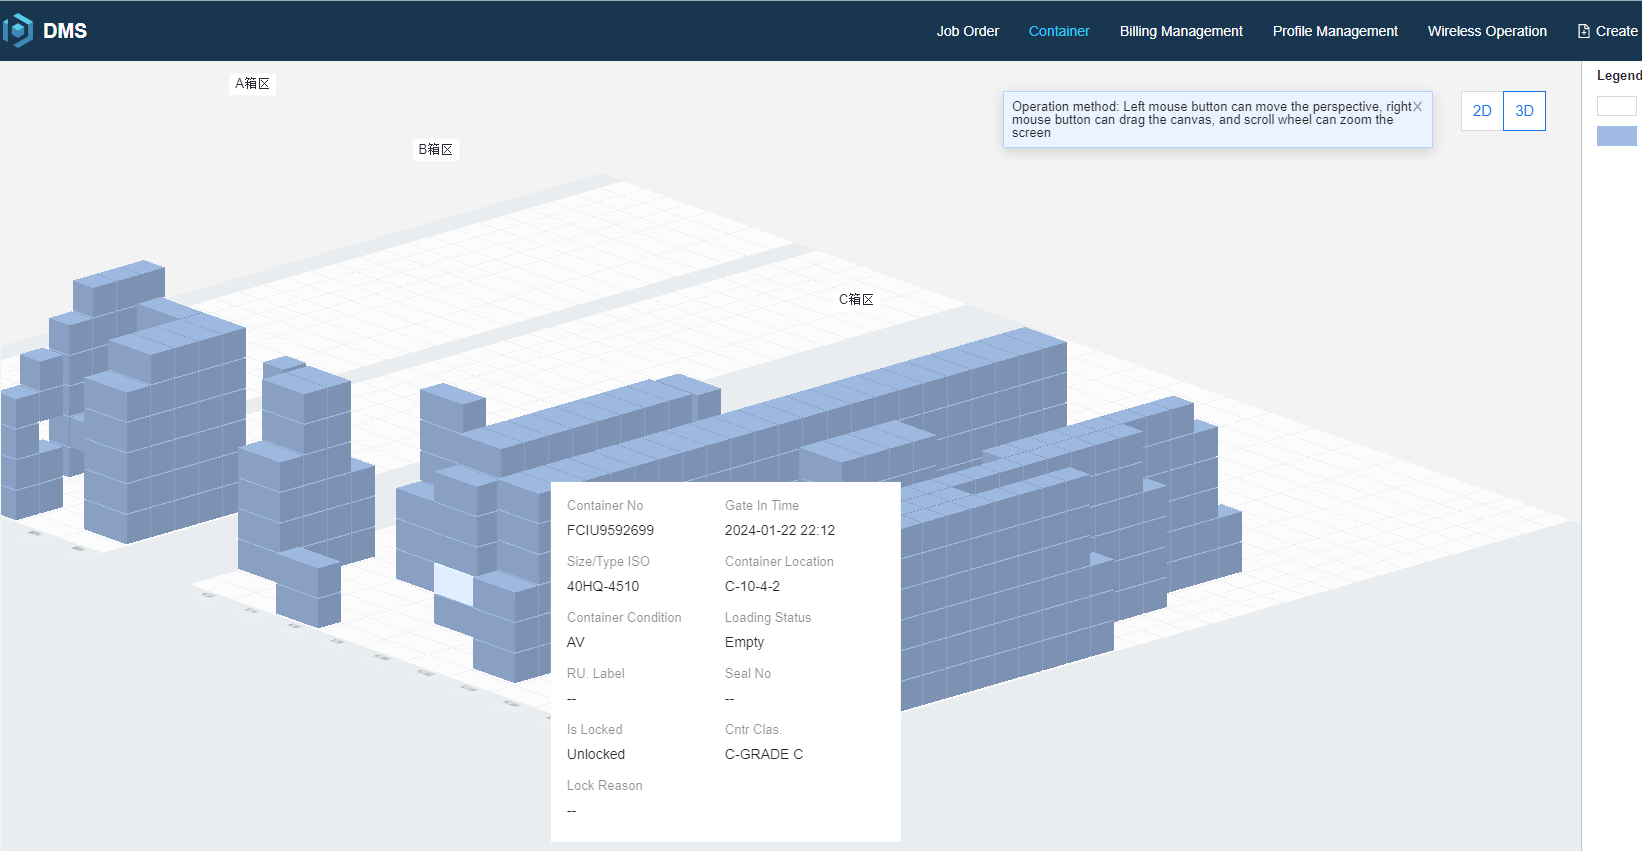 DMS
Job Order
Container
Billing Management
Profile Management
Wireless Operation
Create
A箱区
B箱区
C箱区
Operation method: Left mouse button can move the perspective, right
mouse button can drag the canvas, and scroll wheel can zoom the
screen
2D
3D
Legend
Container No
Gate In Time
FCIU9592699
2024-01-22 22:12
Size/Type ISO
Container Location
40HQ-4510
C-10-4-2
Container Condition
Loading Status
AV
Empty
RU. Label
Seal No
--
--
Is Locked
Cntr Clas.
Unlocked
C-GRADE C
Lock Reason
--